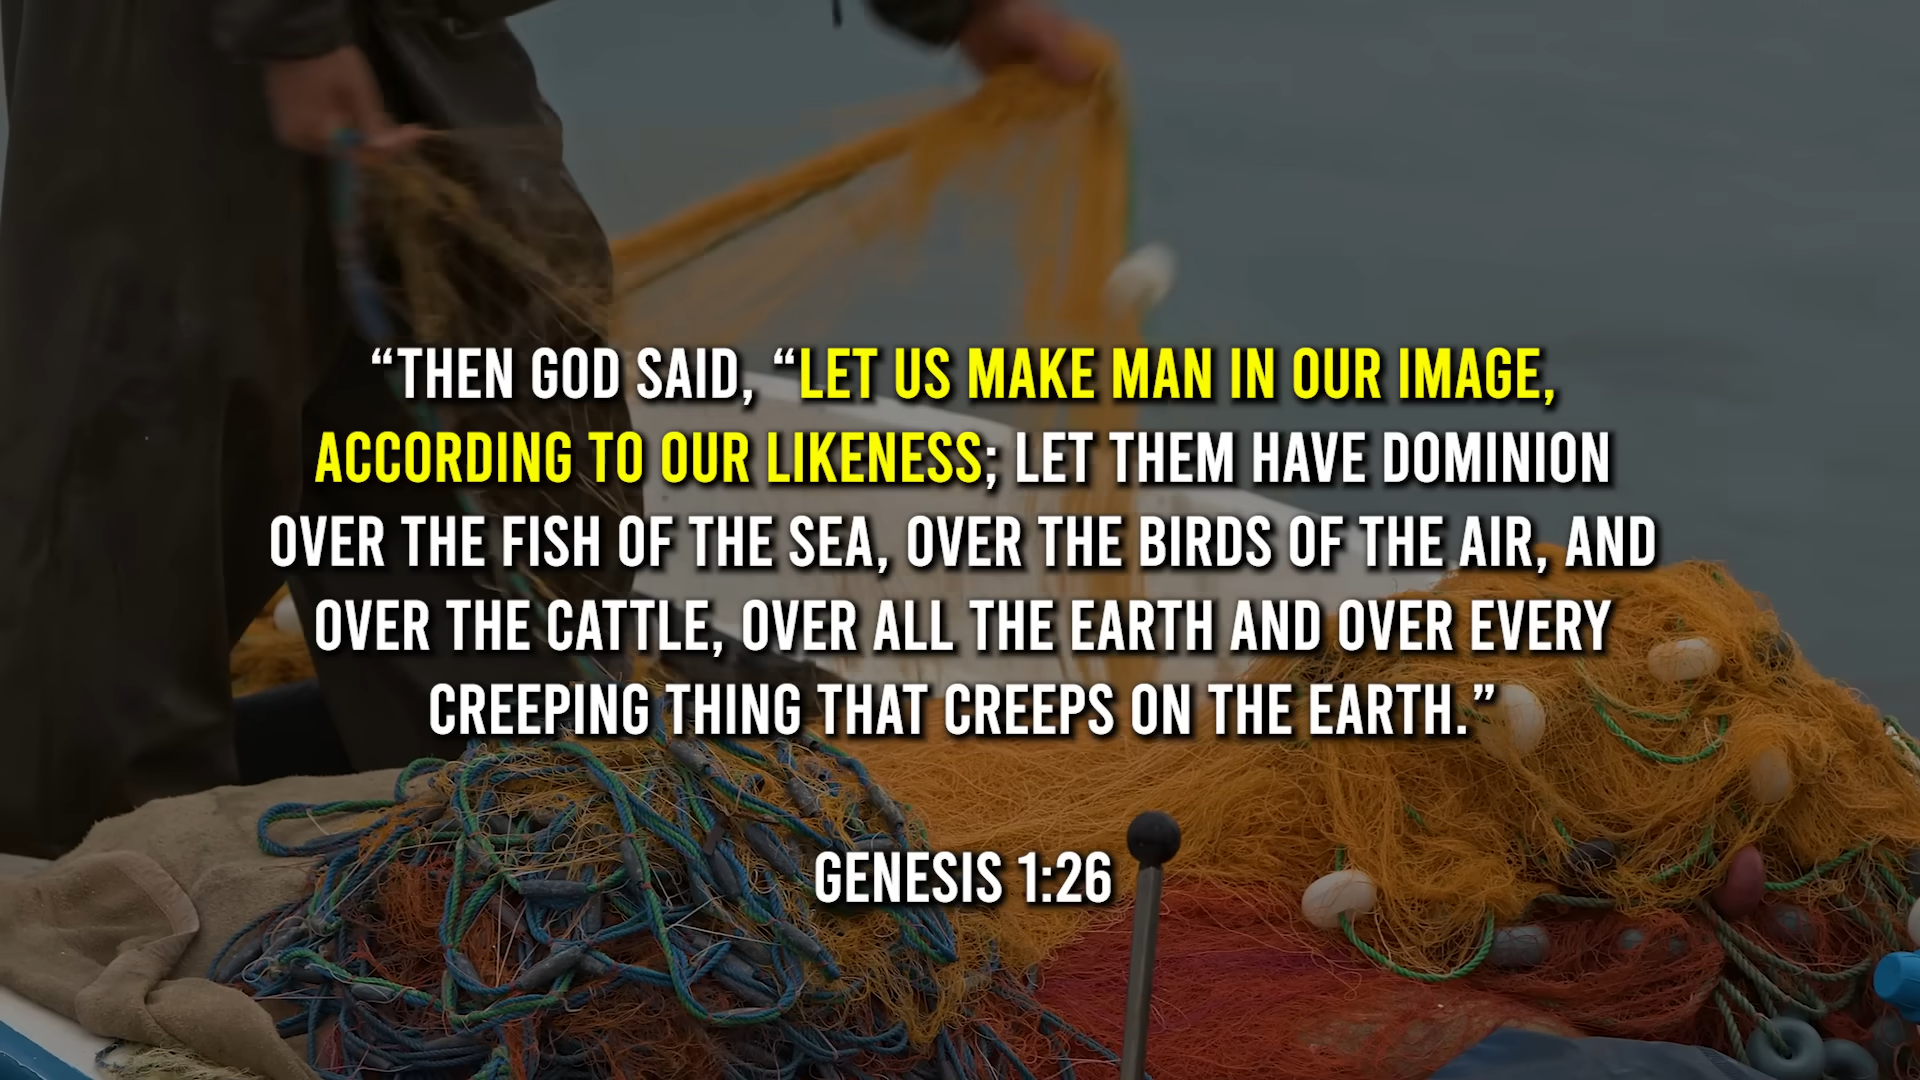 “THEN GOD SAID, “LET US MAKE MAN IN OUR IMAGE,
ACCORDING TO OUR LIKENESS; LET THEM HAVE DOMINION
OVER THE FISH OF THE SEA, OVER THE BIRDS OF THE AIR, AND
OVER THE CATTLE, OVER ALL THE EARTH AND OVER EVERY
CREEPING THING THAT CREEPS ON THE EARTH.”
GENESIS 1:26